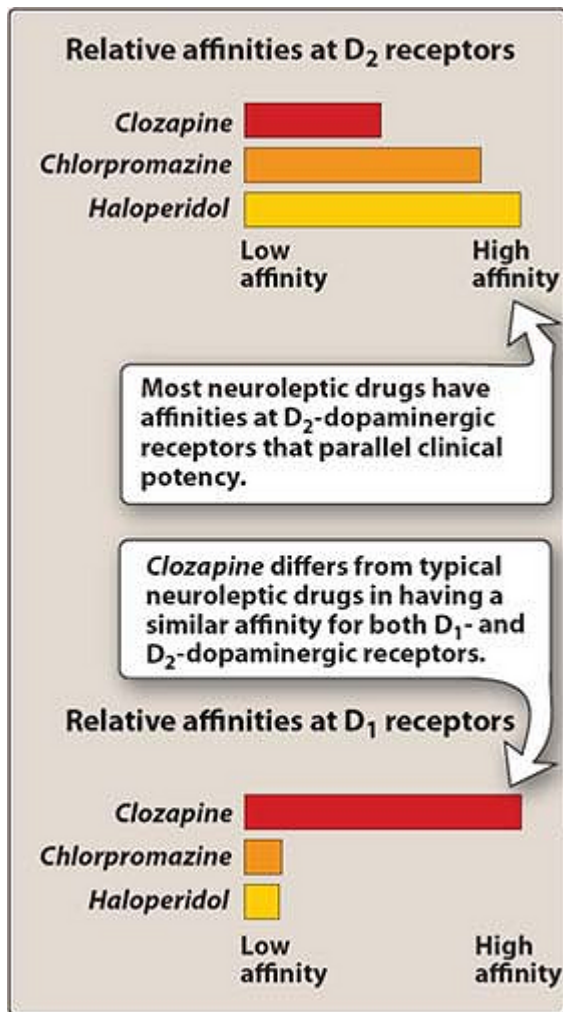 Relative affinities at D₂ receptors
Clozapine
Chlorpromazine
Haloperidol
Low affinity
High affinity
Most neuroleptic drugs have
affinities at D₂-dopaminergic
receptors that parallel clinical
potency.
Clozapine differs from typical
neuroleptic drugs in having a
similar affinity for both D₁- and
D₂-dopaminergic receptors.
Relative affinities at D₁ receptors
Clozapine
Chlorpromazine
Haloperidol
Low affinity
High affinity